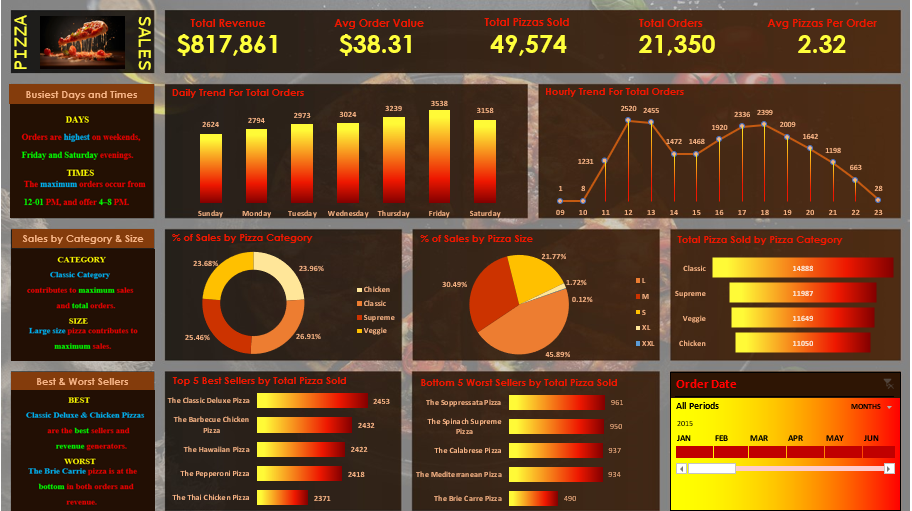 PIZZA
SALES
Total Revenue
$817,861
Avg Order Value
$38.31
Total Pizzas Sold
49,574
Total Orders
21,350
Avg Pizzas Per Order
2.32
Busiest Days and Times
DAYS
Orders are highest on weekends,
Friday and Saturday evenings.
TIMES
The maximum orders occur from
12-01 PM, and offer 4-8 PM.
Daily Trend For Total Orders
2624
2794
2973
3024
3239
3538
3158
Sunday
Monday
Tuesday
Wednesday
Thursday
Friday
Saturday
Hourly Trend For Total Orders
1
8
1231
2520
2455
1472
1468
1920
2336
2399
2009
1642
1198
663
28
09
10
11
12
13
14
15
16
17
18
19
20
21
22
23
Sales by Category & Size
CATEGORY
Classic Category
contributes to maximum sales
and total orders.
SIZE
Large size pizza contributes to
maximum sales.
% of Sales by Pizza Category
23.68%
23.96%
25.46%
26.91%
Chicken
Classic
Supreme
Veggie
% of Sales by Pizza Size
21.77%
1.72%
0.12%
30.49%
45.89%
L
M
S
XL
XXL
Total Pizza Sold by Pizza Category
Classic 14888
Supreme 11987
Veggie 11649
Chicken 11050
Best & Worst Sellers
BEST
Classic Deluxe & Chicken Pizzas
are the best sellers and
revenue generators.
WORST
The Brie Carrie pizza is at the
bottom in both orders and
revenue.
Top 5 Best Sellers by Total Pizza Sold
The Classic Deluxe Pizza 2453
The Barbecue Chicken
Pizza 2432
The Hawaiian Pizza 2422
The Pepperoni Pizza 2418
The Thai Chicken Pizza 2371
Bottom 5 Worst Sellers by Total Pizza Sold
The Soppressata Pizza 961
The Spinach Supreme
Pizza 950
The Calabrese Pizza 937
The Mediterranean Pizza 934
The Brie Carre Pizza 490
Order Date
All Periods
MONTHS
2015
JAN
FEB
MAR
APR
MAY
JUN